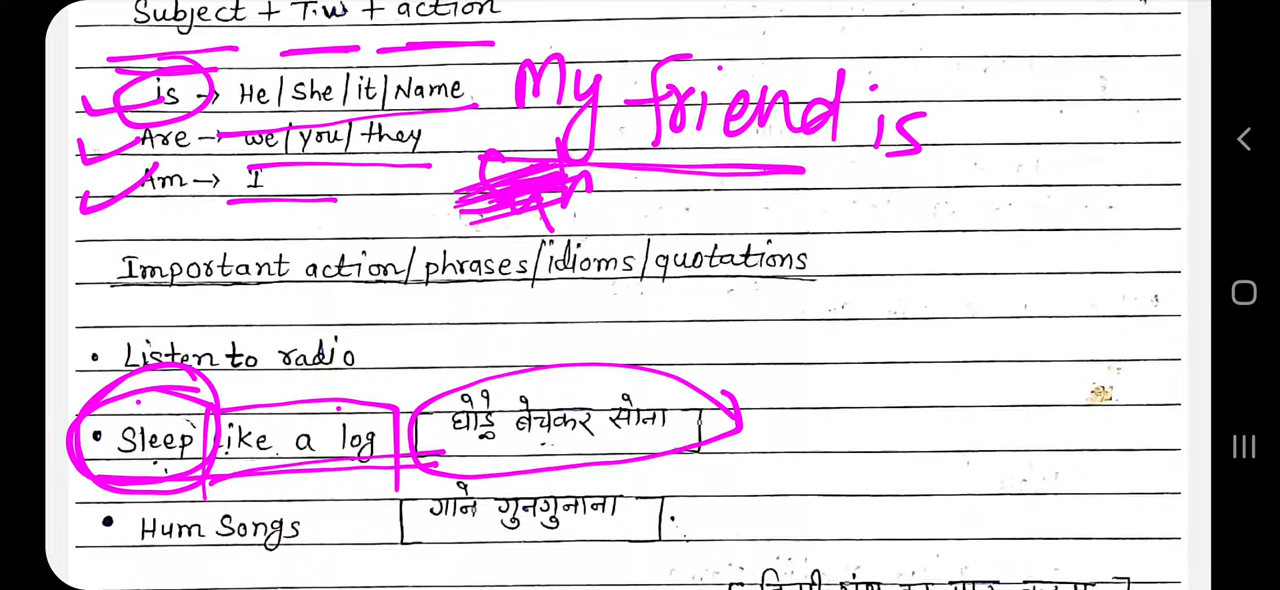 Subject + T.W + action
is → He/She/it/Name My friend is
Are → we/you/they
Am → I
Important action/phrases/idioms/quotations
• Listen to radio
• Sleep like a log घोड़े बेचकर सोना
• Hum Songs गाने गुनगुनाना